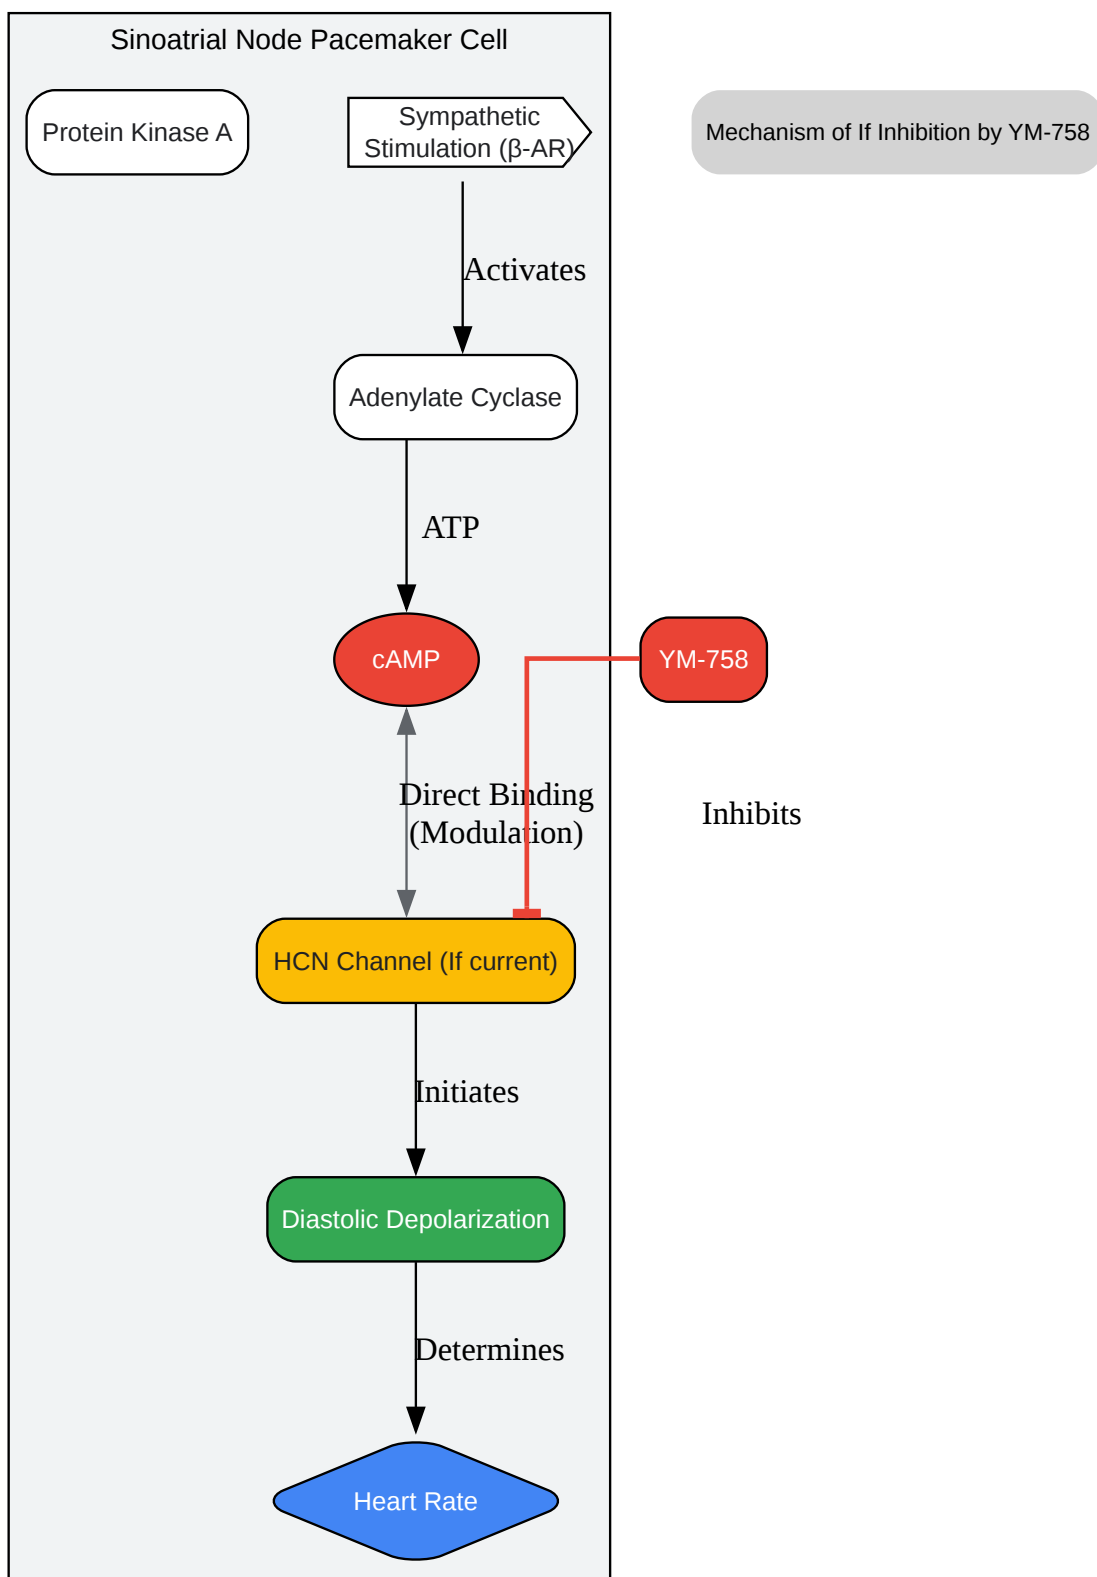 Sinoatrial Node Pacemaker Cell
Protein Kinase A
Sympathetic
Stimulation (β-AR)
Mechanism of If Inhibition by YM-758
Activates
Adenylate Cyclase
ATP
cAMP
YM-758
Direct Binding
(Modulation)
Inhibits
HCN Channel (If current)
Initiates
Diastolic Depolarization
Determines
Heart Rate